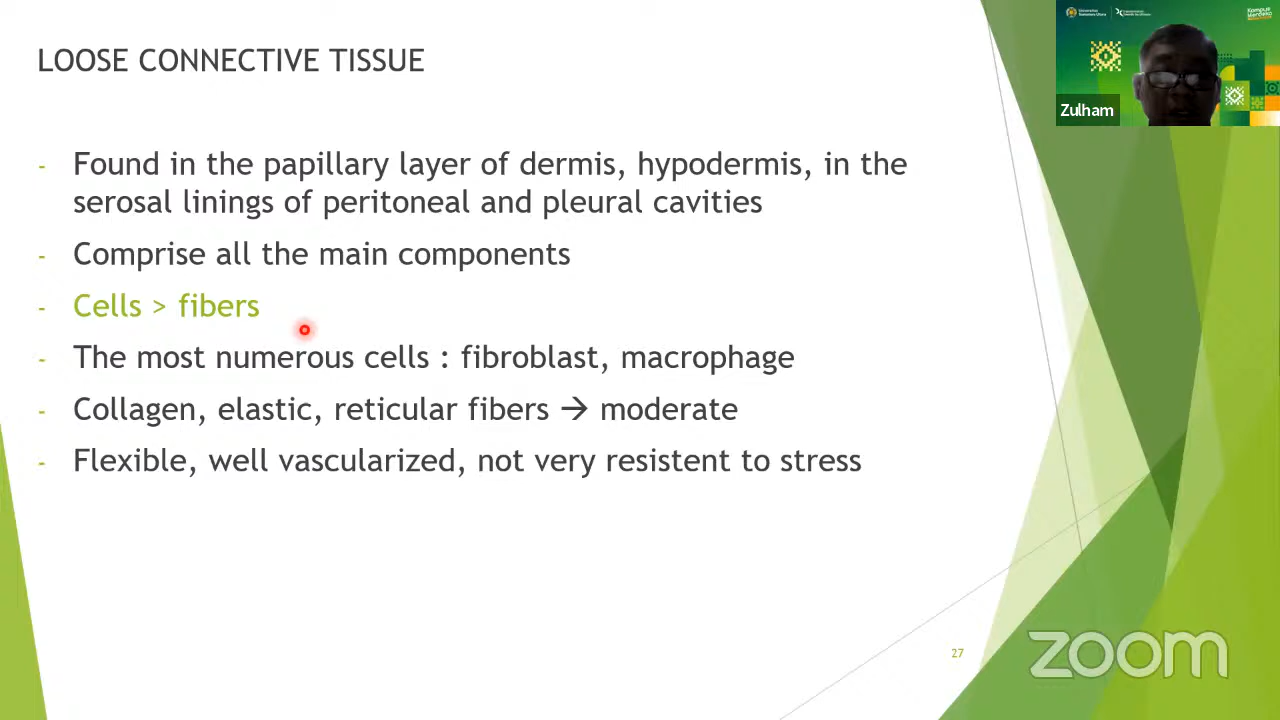 LOOSE CONNECTIVE TISSUE
- Found in the papillary layer of dermis, hypodermis, in the
serosal linings of peritoneal and pleural cavities
- Comprise all the main components
- Cells > fibers
- The most numerous cells : fibroblast, macrophage
- Collagen, elastic, reticular fibers → moderate
- Flexible, well vascularized, not very resistent to stress
Zulham
27
zoom